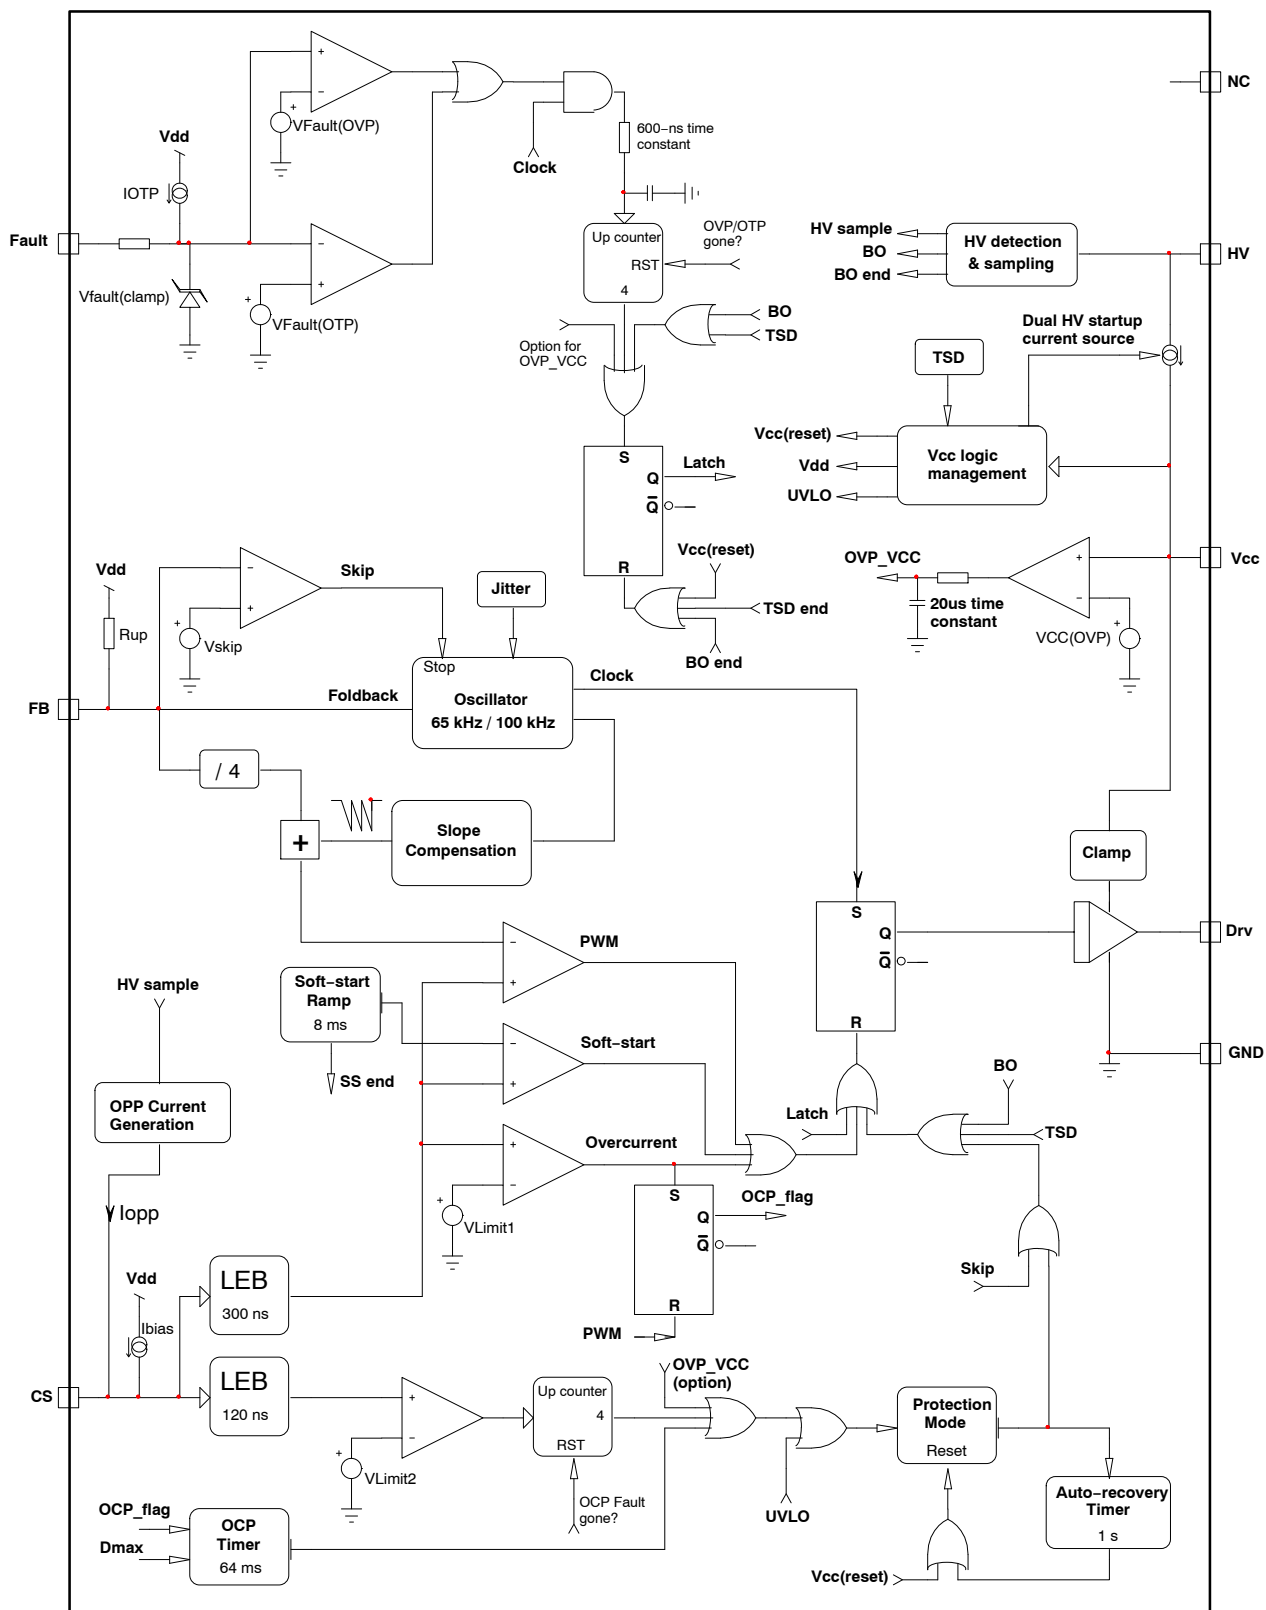 +
−
+
VFault(OVP)
Clock
600−ns time
constant
NC
Vdd
IOTP
Fault
Vfault(clamp)
−
+
+
VFault(OTP)
Up counter
RST
4
OVP/OTP
gone?
HV sample
BO
BO end
HV detection
& sampling
HV
Option for
OVP_VCC
BO
TSD
Dual HV startup
current source
TSD
Vcc(reset)
Vdd
UVLO
Vcc logic
management
S
Q
Q
R
Latch
Vcc(reset)
TSD end
BO end
OVP_VCC
20us time
constant
+
−
+
VCC(OVP)
Vcc
Vdd
Rup
−
+
+
Vskip
Skip
Jitter
Stop
Oscillator
65 kHz / 100 kHz
Foldback
FB
Clock
/ 4
+
Slope
Compensation
Clamp
S
Q
Q
R
Drv
−
+
PWM
HV sample
Soft−start
Ramp
8 ms
SS end
−
+
Soft−start
GND
OPP Current
Generation
Iopp
+
−
+
VLimit1
Overcurrent
Latch
BO
TSD
S
Q
Q
R
OCP_flag
PWM
Skip
LEB
300 ns
Vdd
Ibias
CS
LEB
120 ns
+
−
+
VLimit2
Up counter
4
RST
OCP Fault
gone?
OVP_VCC
(option)
UVLO
Protection
Mode
Reset
Auto−recovery
Timer
1 s
Vcc(reset)
OCP_flag
Dmax
OCP
Timer
64 ms